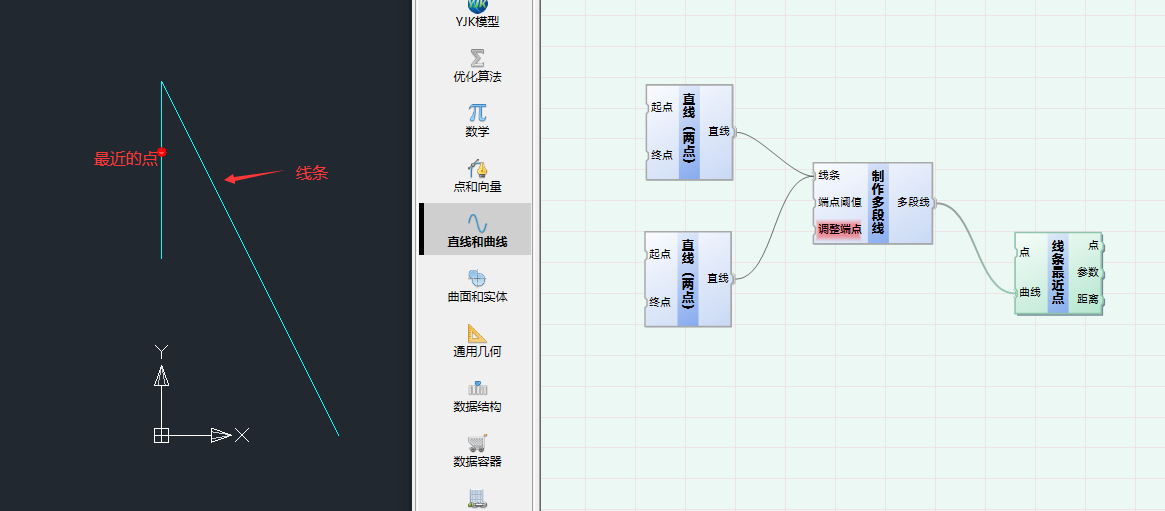 最近的点
线条
Y
X
YJK
YJK模型
Σ
优化算法
π
数学
点和向量
直线和曲线
曲面和实体
通用几何
数据结构
数据容器
起点
终点
直线（两点）
直线
起点
终点
直线（两点）
直线
线条
端点阈值
调整端点
制作多段线
多段线
点
曲线
线条最近点
点
参数
距离